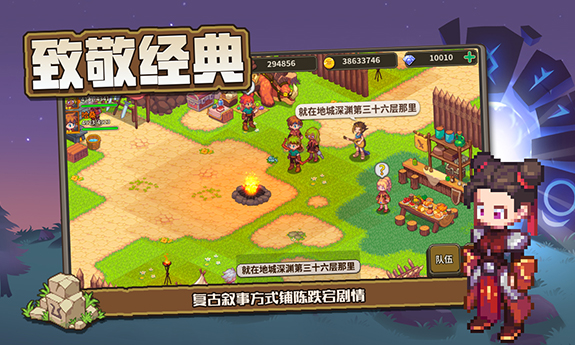 致敬经典
294856
38633746
10010
就在地城深渊第三十六层那里
?
就在地城深渊第三十六层那里
队伍
复古叙事方式铺陈跌宕剧情